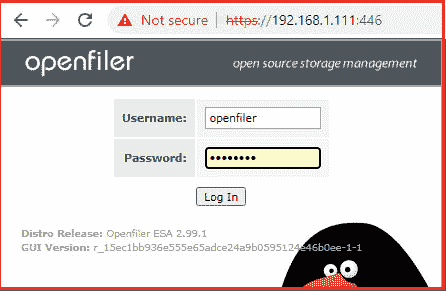 Not secure https://192.168.1.111:446
openfiler open source storage management
Username: openfiler
Password: ••••••••
Log In
Distro Release: Openfiler ESA 2.99.1
GUI Version: r_15ec1bb936e555e65adce24a9b0595124e46b0ee-1-1